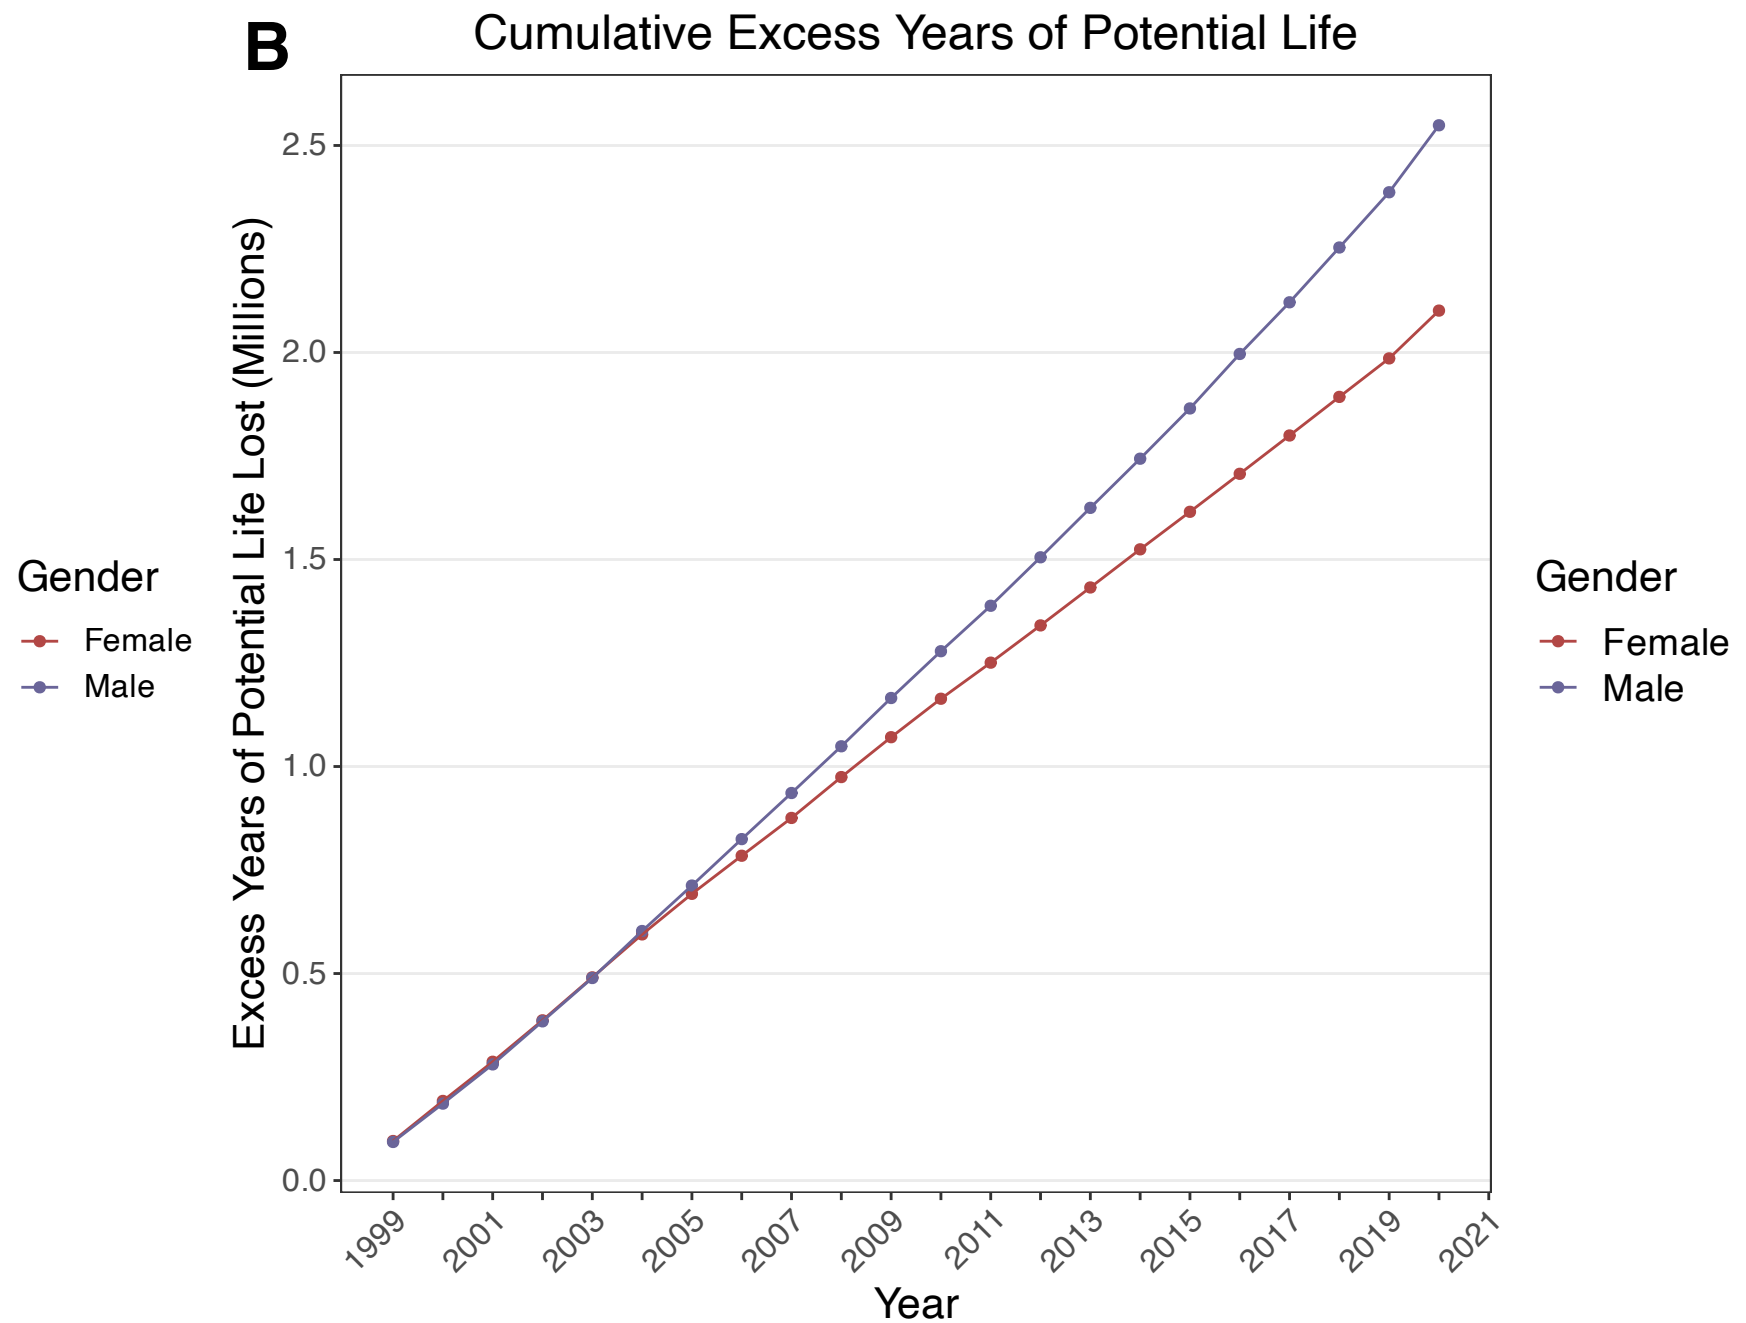 B
Cumulative Excess Years of Potential Life
Excess Years of Potential Life Lost (Millions)
2.5
2.0
1.5
1.0
0.5
0.0
1999
2001
2003
2005
2007
2009
2011
2013
2015
2017
2019
2021
Year
Gender
Female
Male
Gender
Female
Male